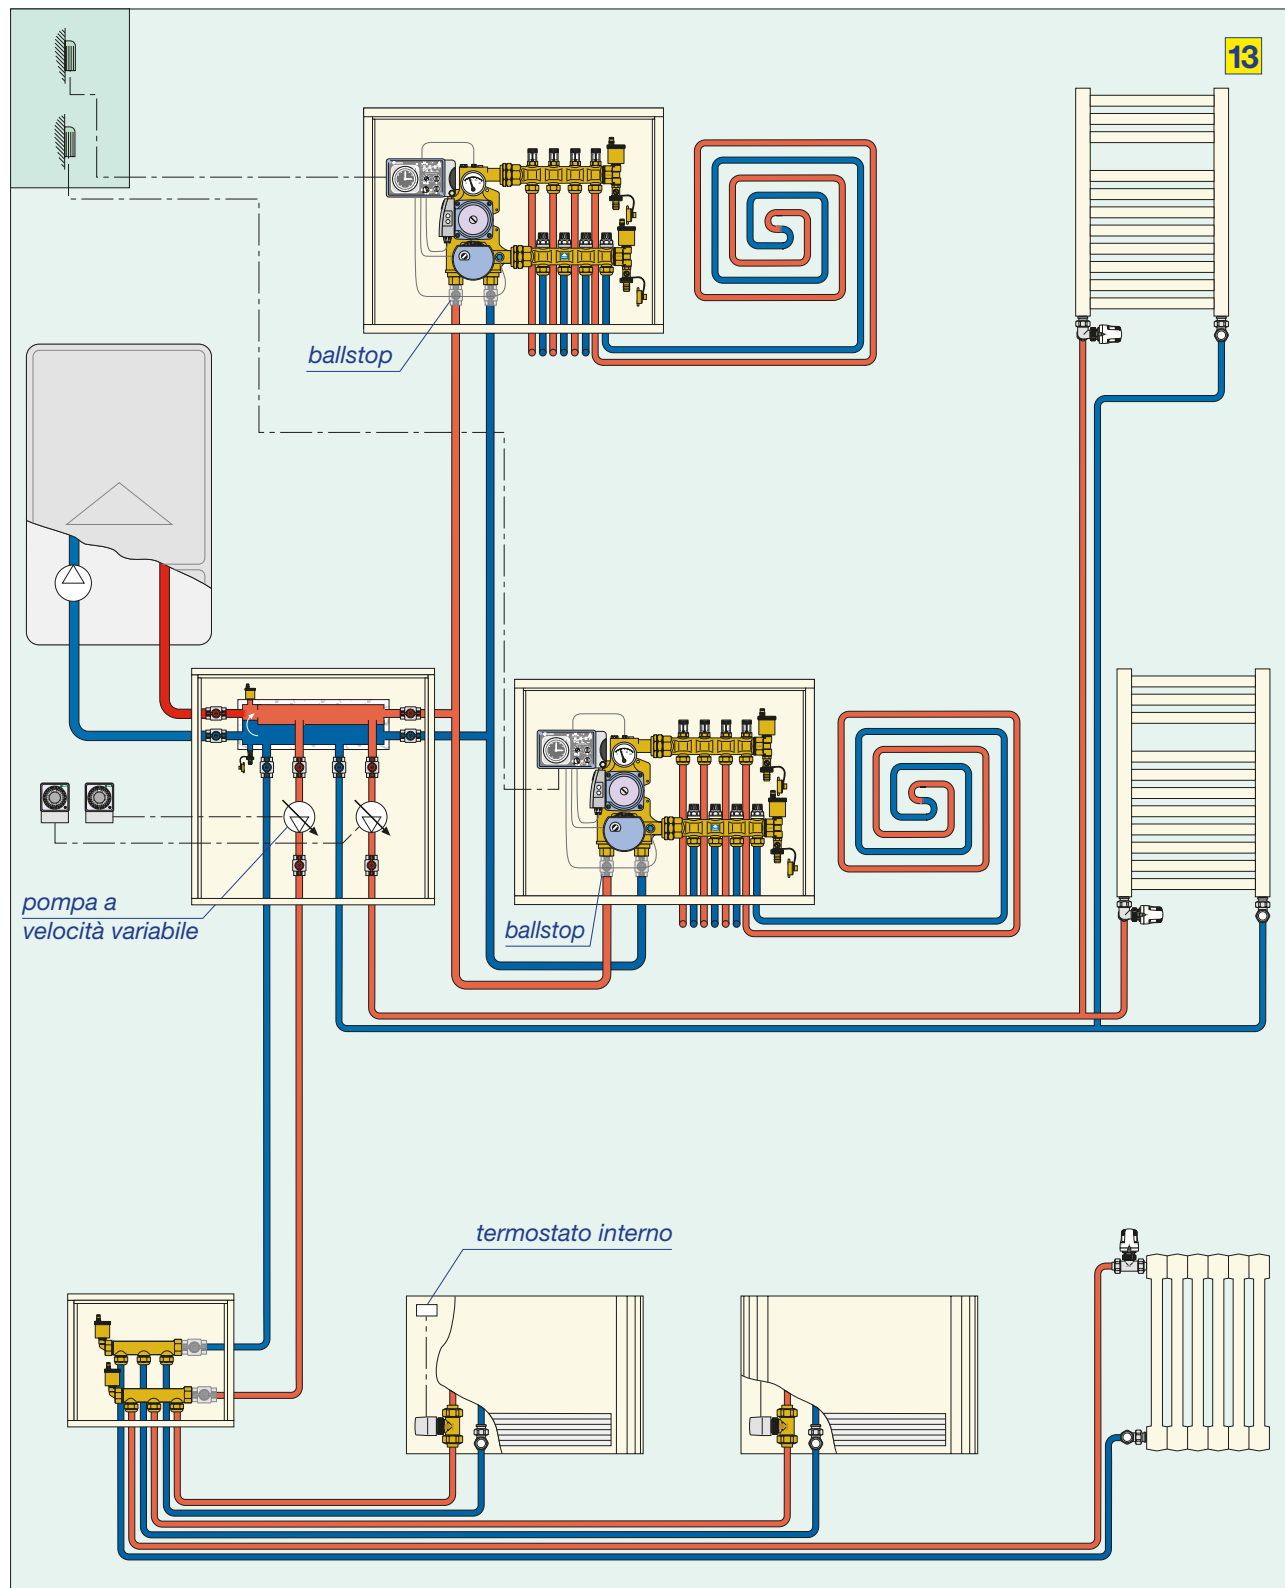 13
ballstop
pompa a
velocità variabile
ballstop
termostato interno